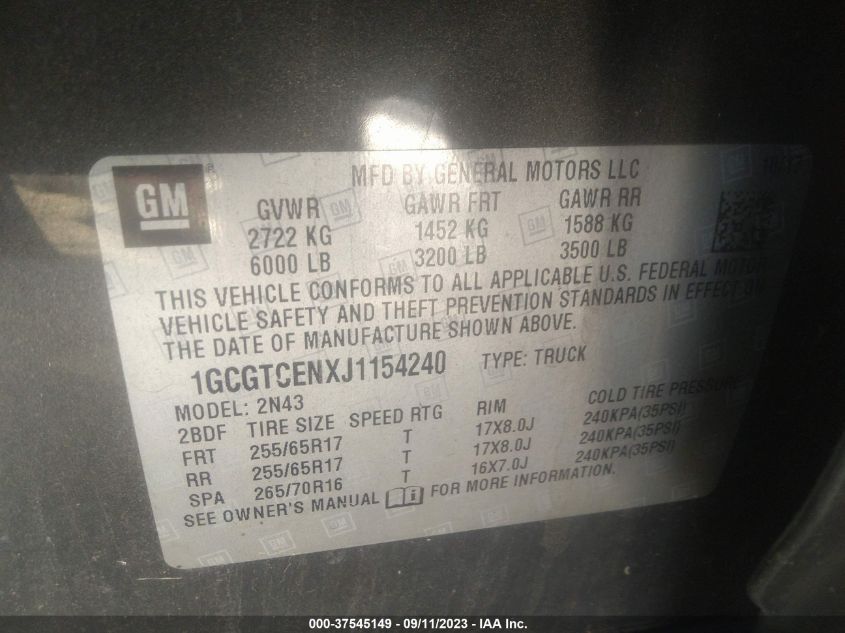 GM
MFD BY GENERAL MOTORS LLC
GVWR GAWR FRT GAWR RR
2722 KG 1452 KG 1588 KG
6000 LB 3200 LB 3500 LB
THIS VEHICLE CONFORMS TO ALL APPLICABLE U.S. FEDERAL MOTOR
VEHICLE SAFETY AND THEFT PREVENTION STANDARDS IN EFFECT ON
THE DATE OF MANUFACTURE SHOWN ABOVE.
1GCGTCENXJ1154240 TYPE: TRUCK
MODEL: 2N43
2BDF TIRE SIZE SPEED RTG RIM COLD TIRE PRESSURE
FRT 255/65R17 T 17X8.0J 240KPA(35PSI)
RR 255/65R17 T 17X8.0J 240KPA(35PSI)
SPA 265/70R16 T 16X7.0J 240KPA(35PSI)
SEE OWNER'S MANUAL FOR MORE INFORMATION.
000-37545149 - 09/11/2023 - IAA Inc.